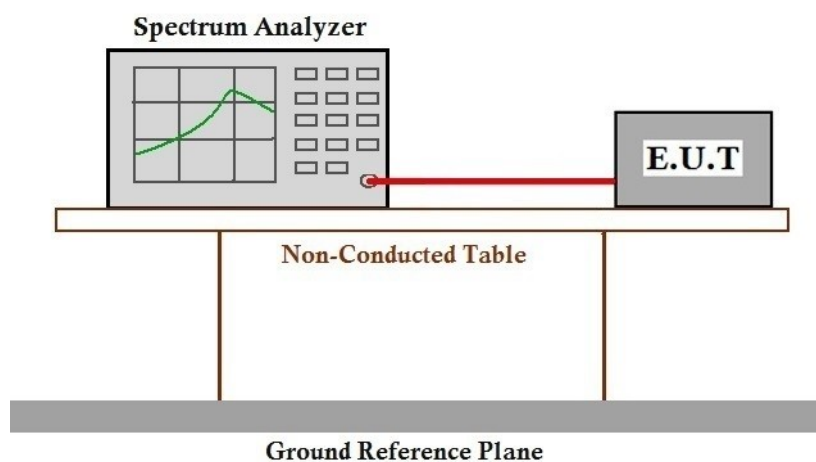 Spectrum Analyzer
E.U.T
Non-Conducted Table
Ground Reference Plane